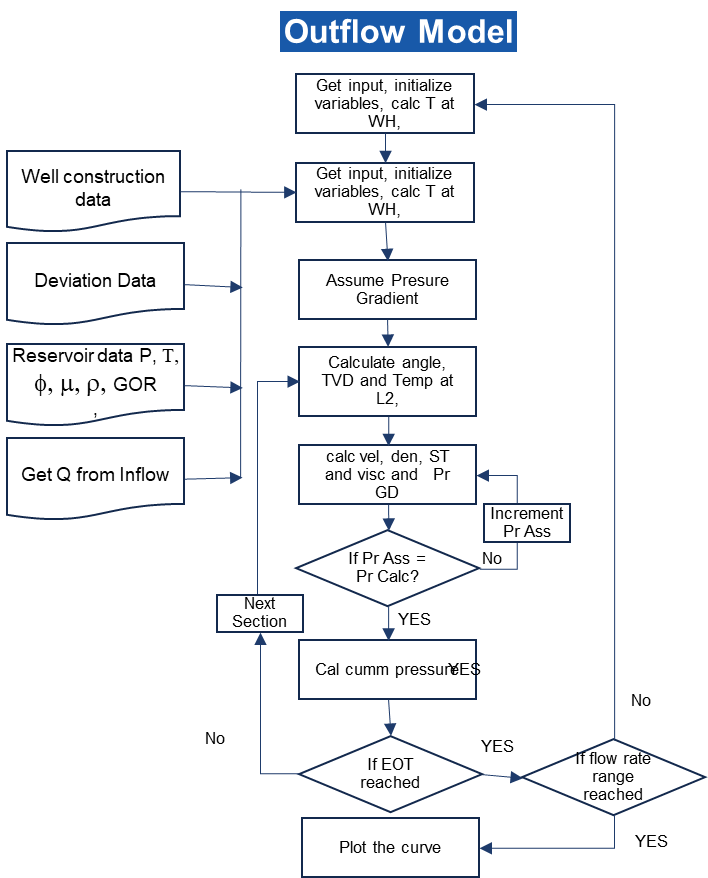 Outflow Model
Get input, initialize
variables, calc T at
WH,
Get input, initialize
variables, calc T at
WH,
Well construction
data
Deviation Data
Reservoir data P, T,
ϕ, μ, ρ, GOR
,
Get Q from Inflow
Assume Presure
Gradient
Calculate angle,
TVD and Temp at
L2,
calc vel, den, ST
and visc and Pr
GD
Increment
Pr Ass
If Pr Ass =
Pr Calc?
No
YES
Next
Section
Cal cumm pressure
YES
No
If EOT
reached
YES
No
If flow rate
range
reached
YES
Plot the curve